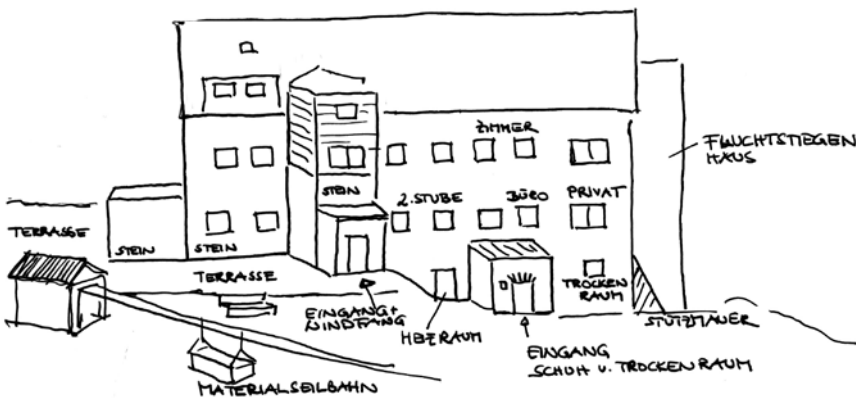 ZIMMER
FLUCHTSTIEGEN
HAUS
STEIN
2. STUBE
BÜRO
PRIVAT
TERRASSE
STEIN
STEIN
TERRASSE
TROCKEN
RAUM
EINGANG+
WINDFANG
HEIZRAUM
STÜTZMAUER
EINGANG
SCHUH U. TROCKENRAUM
MATERIALSEILBAHN